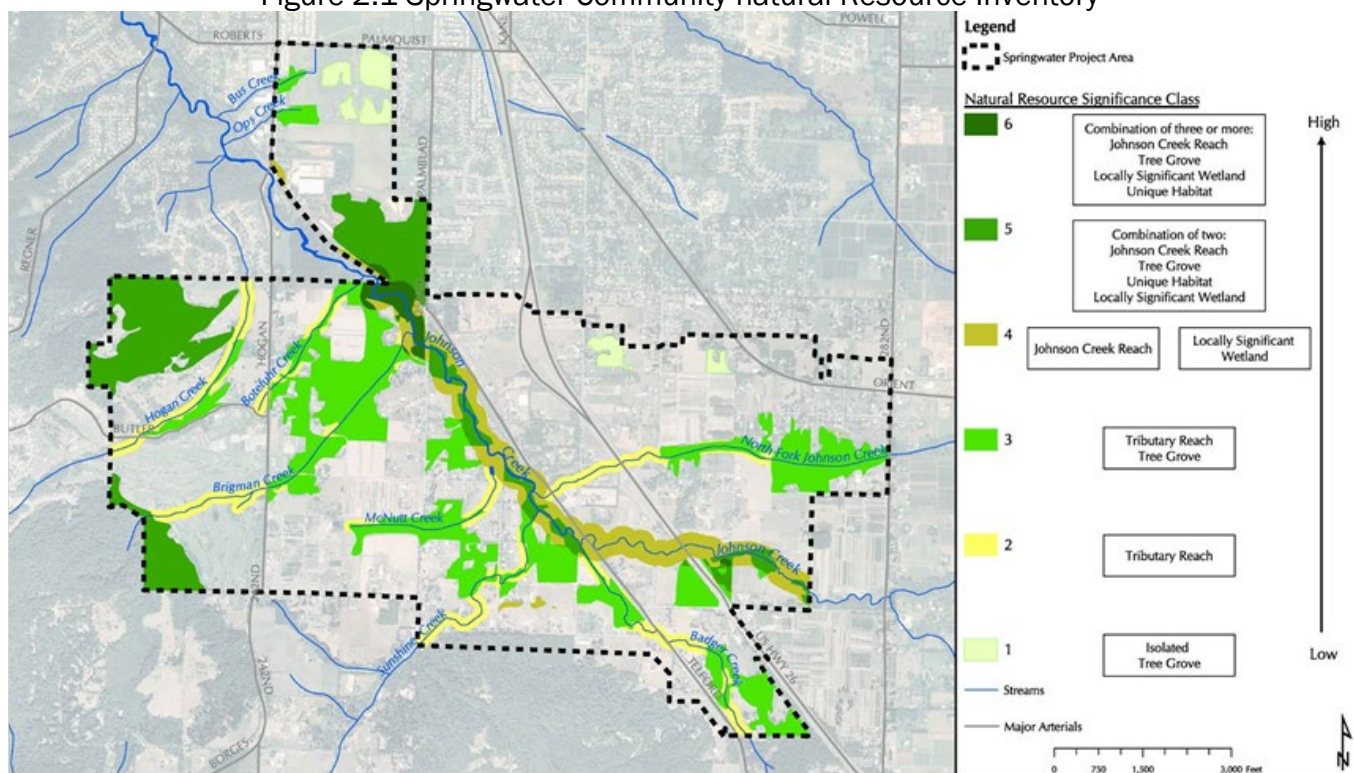 Figure 2.1 Springwater Community natural Resource Inventory
ROBERTS
PALMQUIST
KANE
POWELL
Bus Creek
Ops Creek
PALMBLAD
REGNER
HOGAN
282ND
ORIENT
Johnson
Botefuhr Creek
Hogan Creek
BUTLER
Creek
North Fork Johnson Creek
Brigman Creek
McNutt Creek
Johnson Creek
Sunshine Creek
Badger Creek
US HWY 26
TELFORD
242ND
BORGES
Legend
Springwater Project Area
Natural Resource Significance Class
6
Combination of three or more:
Johnson Creek Reach
Tree Grove
Locally Significant Wetland
Unique Habitat
High
5
Combination of two:
Johnson Creek Reach
Tree Grove
Unique Habitat
Locally Significant Wetland
4
Johnson Creek Reach
Locally Significant
Wetland
3
Tributary Reach
Tree Grove
2
Tributary Reach
1
Isolated
Tree Grove
Low
Streams
Major Arterials
0 750 1,500 3,000 Feet
N